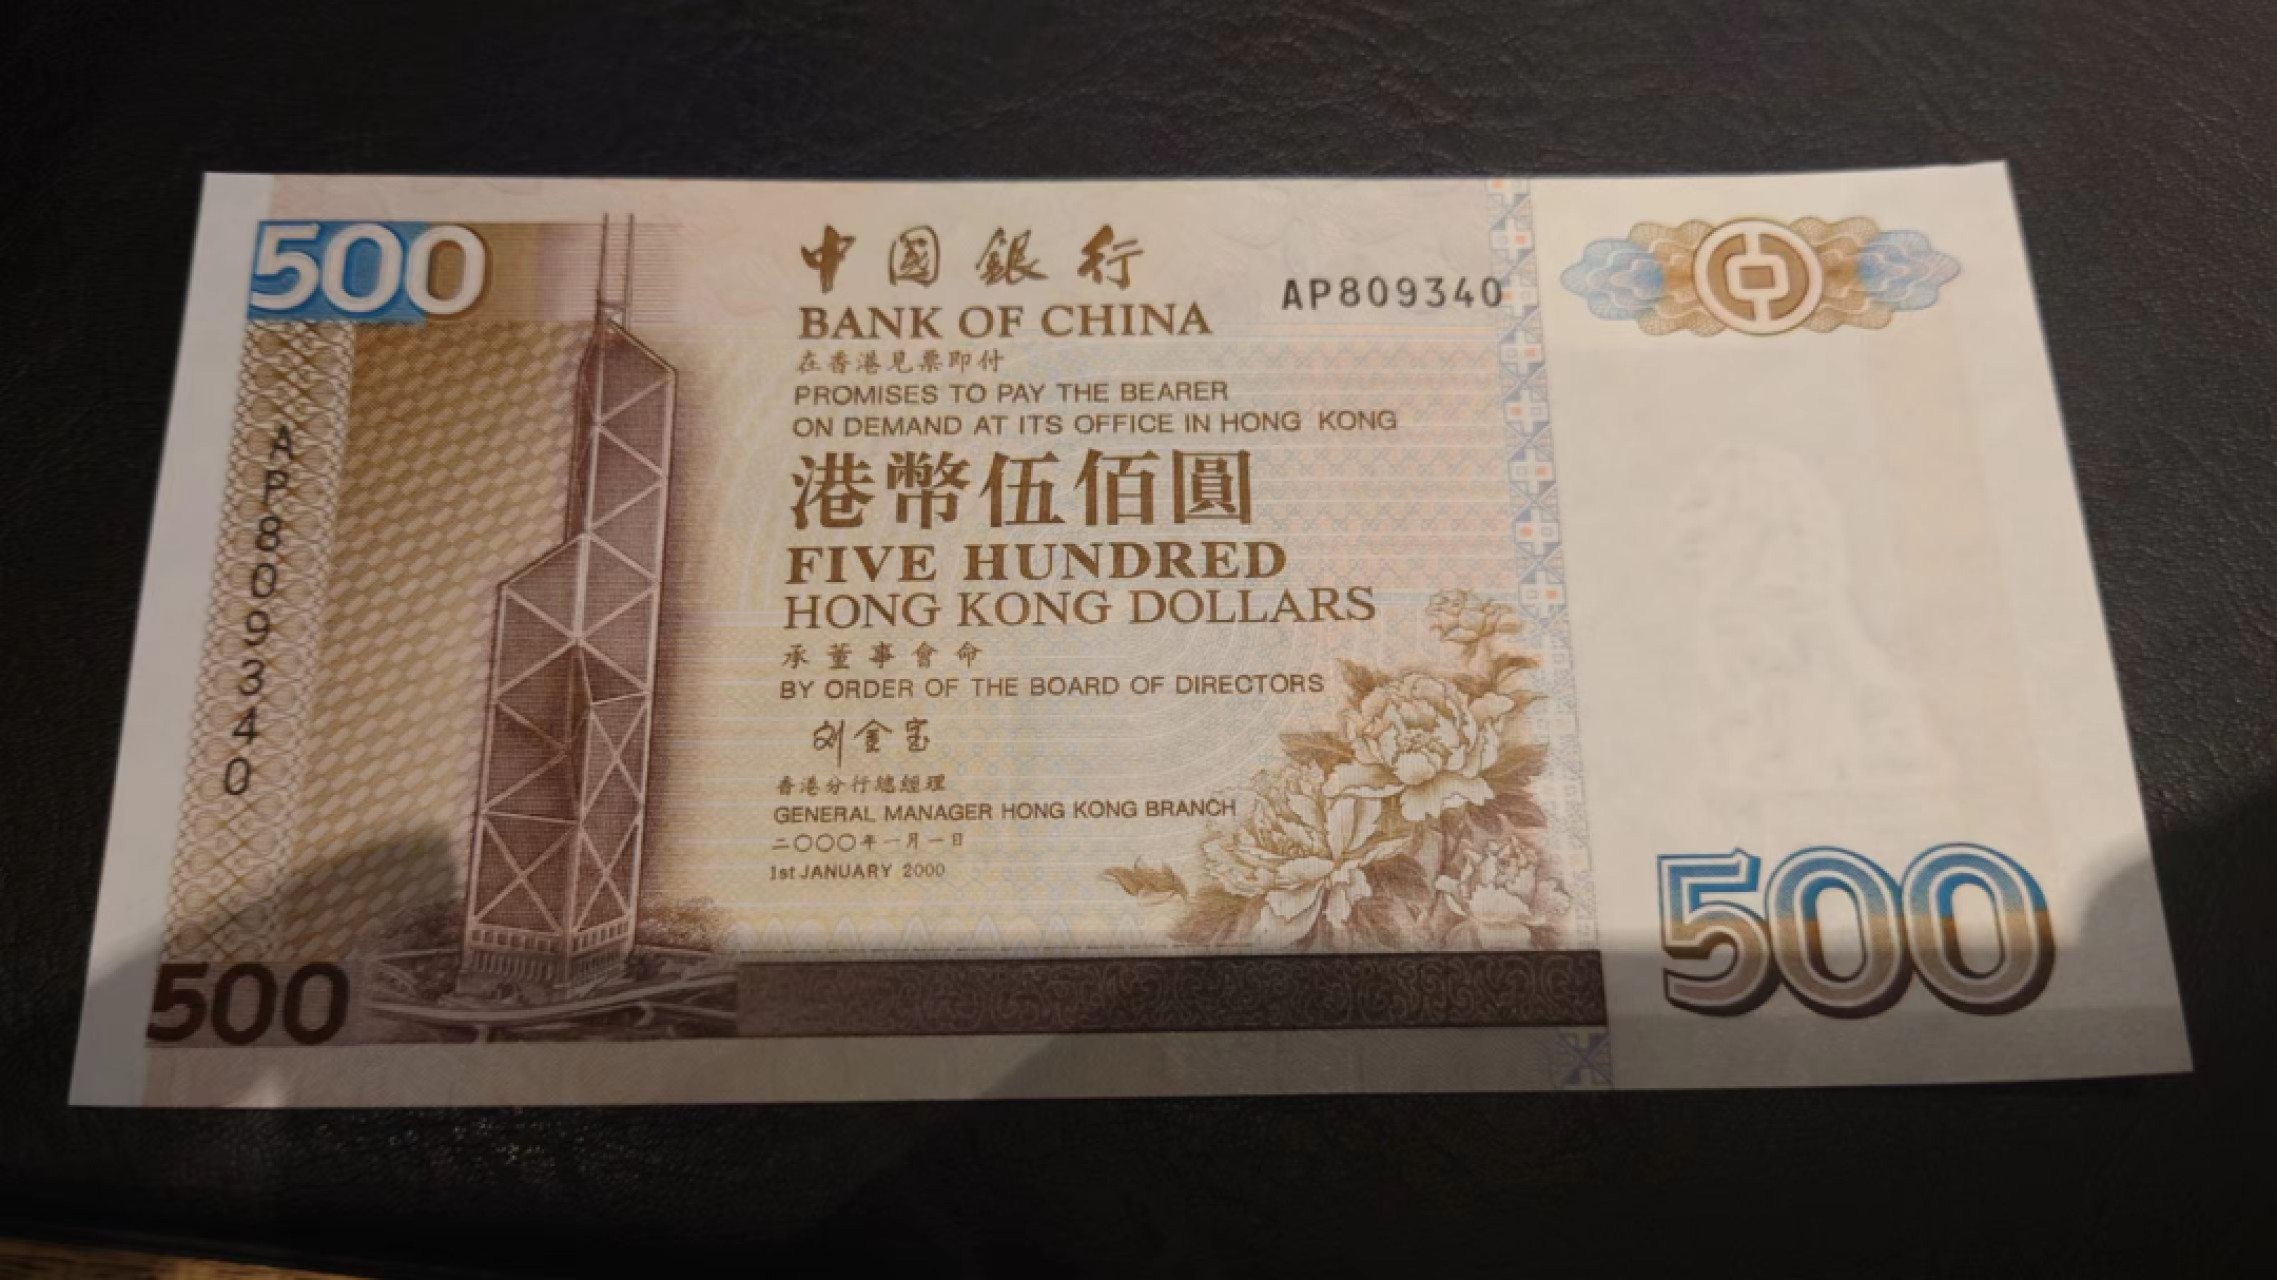 500
中國銀行
BANK OF CHINA
AP809340
在香港見票即付
PROMISES TO PAY THE BEARER
ON DEMAND AT ITS OFFICE IN HONG KONG
港幣伍佰圓
FIVE HUNDRED
HONG KONG DOLLARS
承董事會命
BY ORDER OF THE BOARD OF DIRECTORS
刘金宝
香港分行總經理
GENERAL MANAGER HONG KONG BRANCH
二〇〇〇年一月一日
1st JANUARY 2000
AP809340
500
500